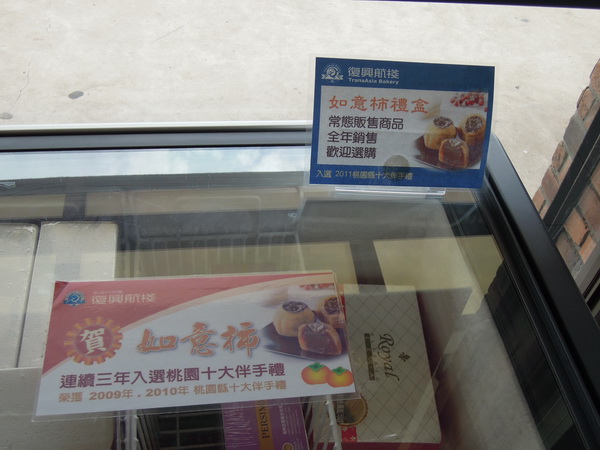 復興航棧
TransAsia Bakery
如意柿禮盒
常態販售商品
全年銷售
歡迎選購
入選 2011桃園縣十大伴手禮
復興航棧
賀
如意柿
連續三年入選桃園十大伴手禮
榮獲 2009年．2010年 桃園縣十大伴手禮
Royal
PERSIM